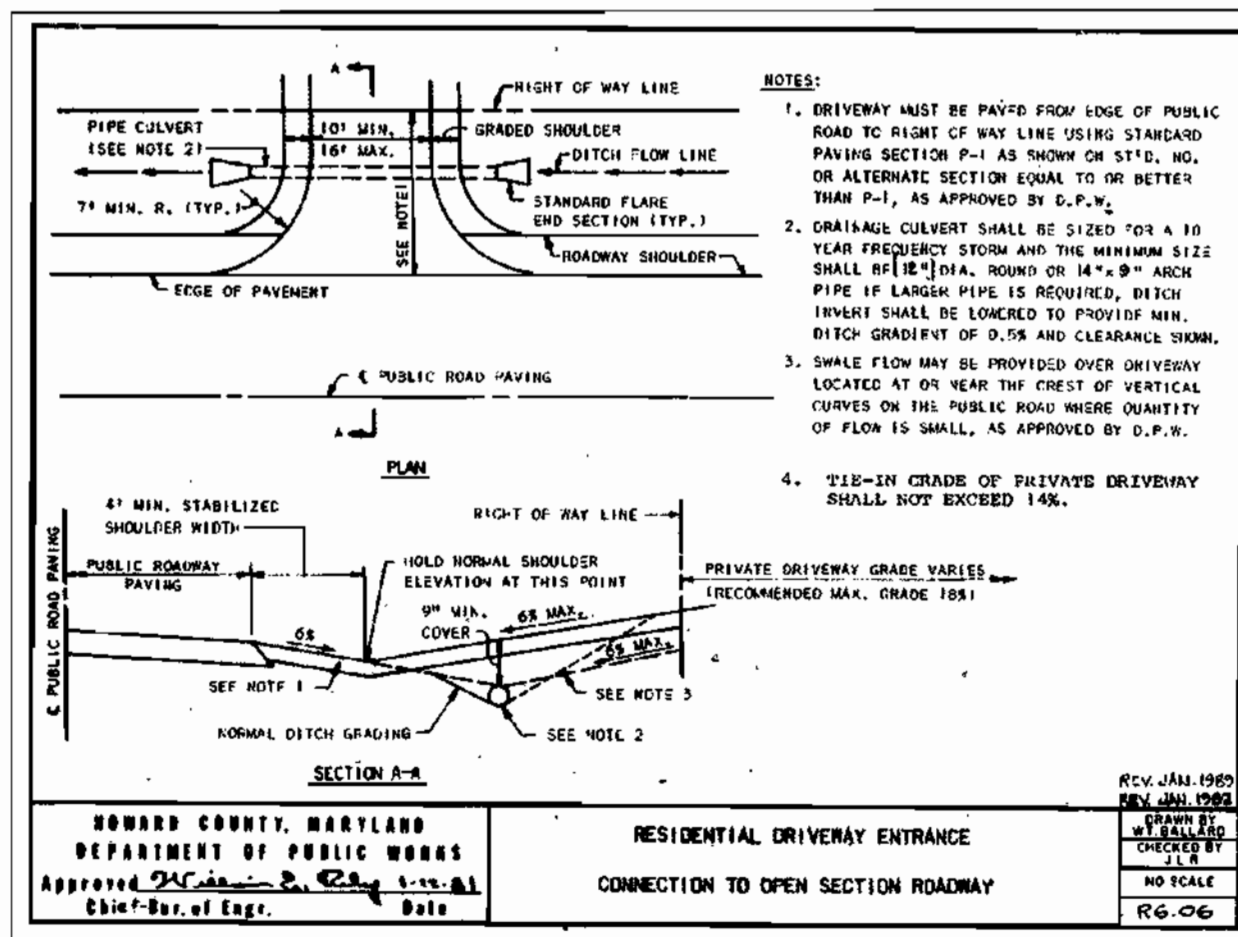 A
RIGHT OF WAY LINE
PIPE CULVERT
(SEE NOTE 2)
10' MIN.
16' MAX.
GRADED SHOULDER
DITCH FLOW LINE
7' MIN. R. (TYP.)
SEE NOTE 1
STANDARD FLARE
END SECTION (TYP.)
ROADWAY SHOULDER
EDGE OF PAVEMENT
℄ PUBLIC ROAD PAVING
A
PLAN
NOTES:
1. DRIVEWAY MUST BE PAVED FROM EDGE OF PUBLIC
ROAD TO RIGHT OF WAY LINE USING STANDARD
PAVING SECTION P-1 AS SHOWN ON ST'D. NO.
OR ALTERNATE SECTION EQUAL TO OR BETTER
THAN P-1, AS APPROVED BY D.P.W.
2. DRAINAGE CULVERT SHALL BE SIZED FOR A 10
YEAR FREQUENCY STORM AND THE MINIMUM SIZE
SHALL BE [12"] DIA. ROUND OR 14" x 9" ARCH
PIPE IF LARGER PIPE IS REQUIRED, DITCH
INVERT SHALL BE LOWERED TO PROVIDE MIN.
DITCH GRADIENT OF 0.5% AND CLEARANCE SHOWN.
3. SWALE FLOW MAY BE PROVIDED OVER DRIVEWAY
LOCATED AT OR NEAR THE CREST OF VERTICAL
CURVES ON THE PUBLIC ROAD WHERE QUANTITY
OF FLOW IS SMALL, AS APPROVED BY D.P.W.
4. TIE-IN GRADE OF PRIVATE DRIVEWAY
SHALL NOT EXCEED 14%.
4' MIN. STABILIZED
SHOULDER WIDTH
RIGHT OF WAY LINE
℄ PUBLIC ROAD PAVING
PUBLIC ROADWAY
PAVING
HOLD NORMAL SHOULDER
ELEVATION AT THIS POINT
PRIVATE DRIVEWAY GRADE VARIES
(RECOMMENDED MAX. GRADE 18%)
9" MIN.
COVER
6% MAX.
6%
6% MAX.
SEE NOTE 1
SEE NOTE 3
NORMAL DITCH GRADING
SEE NOTE 2
SECTION A-A
REV. JAN. 1989
REV. JAN. 1982
HOWARD COUNTY, MARYLAND
DEPARTMENT OF PUBLIC WORKS
Approved
Chief-Bur. of Engr. Date
RESIDENTIAL DRIVEWAY ENTRANCE
CONNECTION TO OPEN SECTION ROADWAY
DRAWN BY
W.T. BALLARD
CHECKED BY
J L R
NO SCALE
R6.06